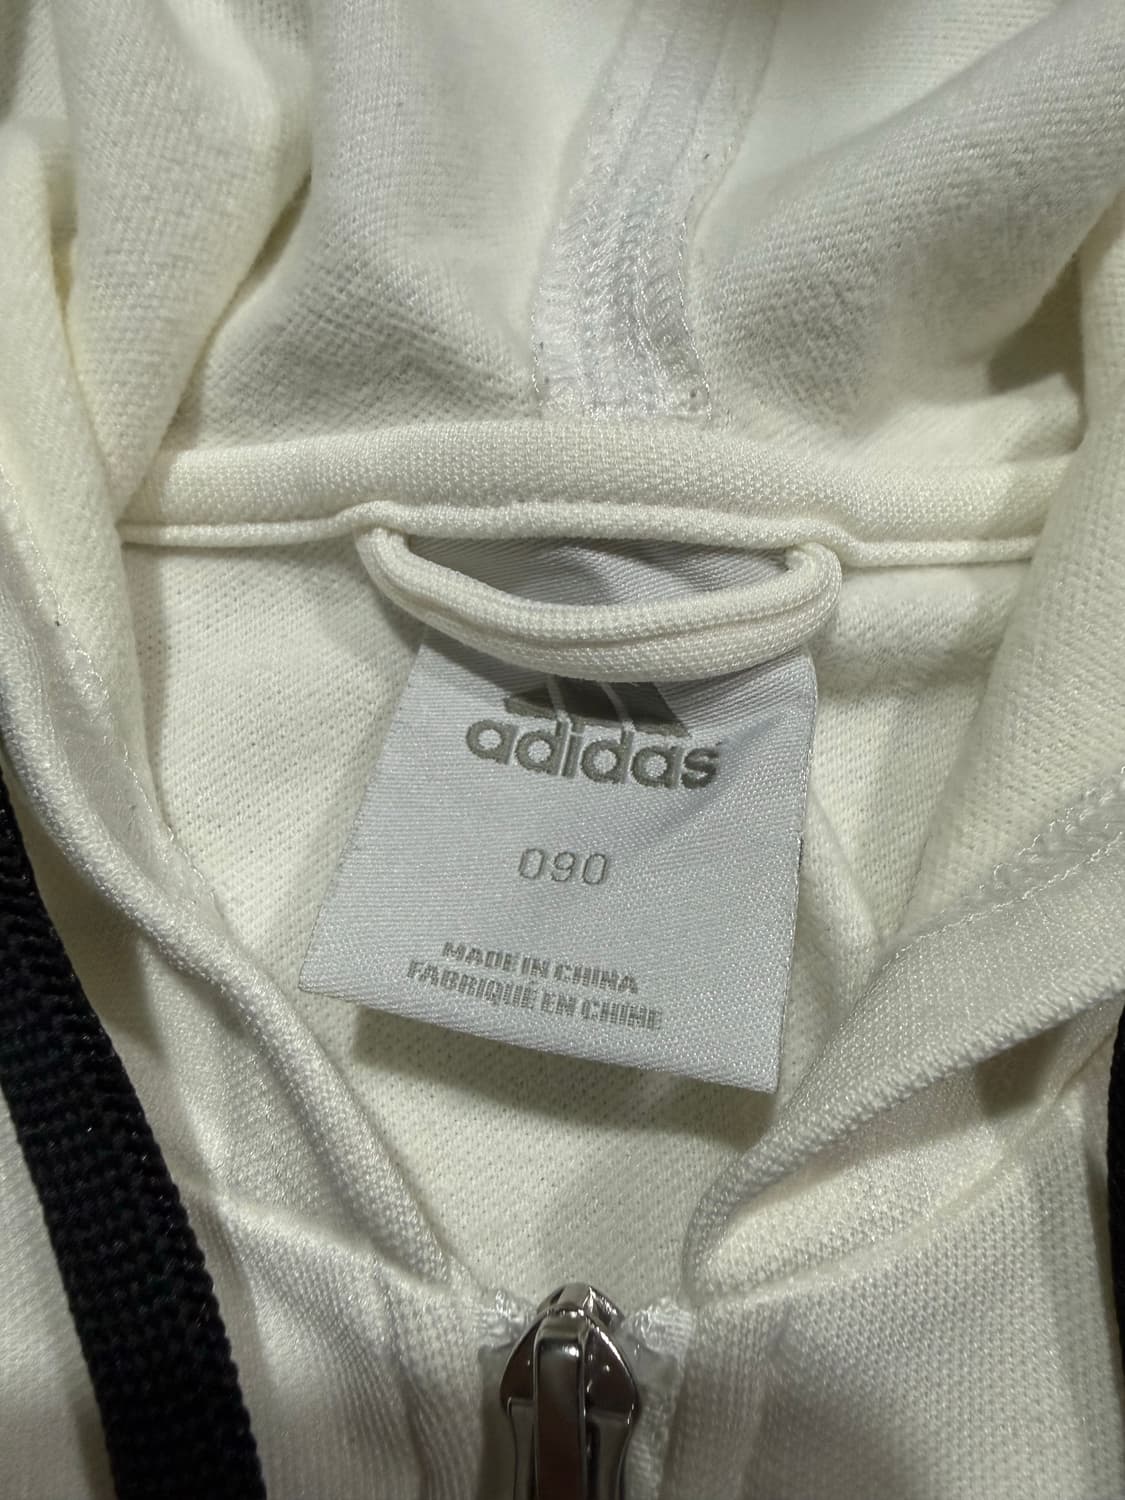 adidas
090
MADE IN CHINA
FABRIQUÉ EN CHINE